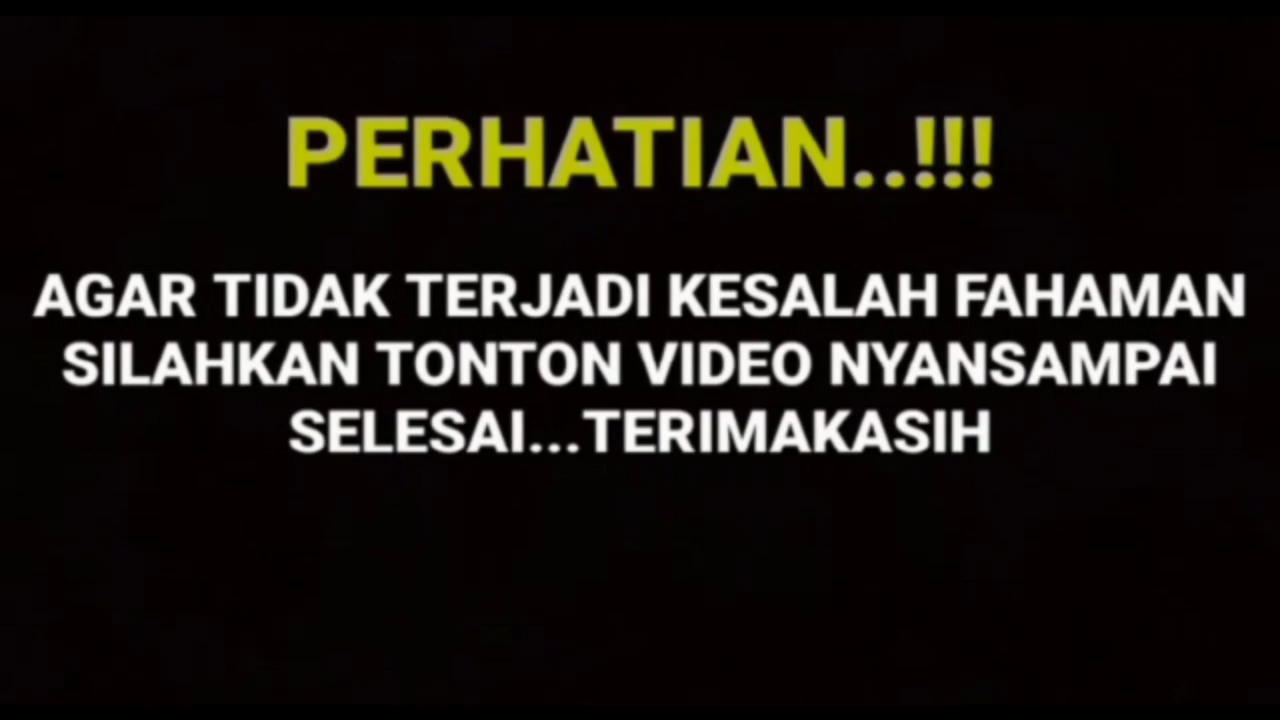 PERHATIAN..!!!
AGAR TIDAK TERJADI KESALAH FAHAMAN
SILAHKAN TONTON VIDEO NYANSAMPAI
SELESAI...TERIMAKASIH